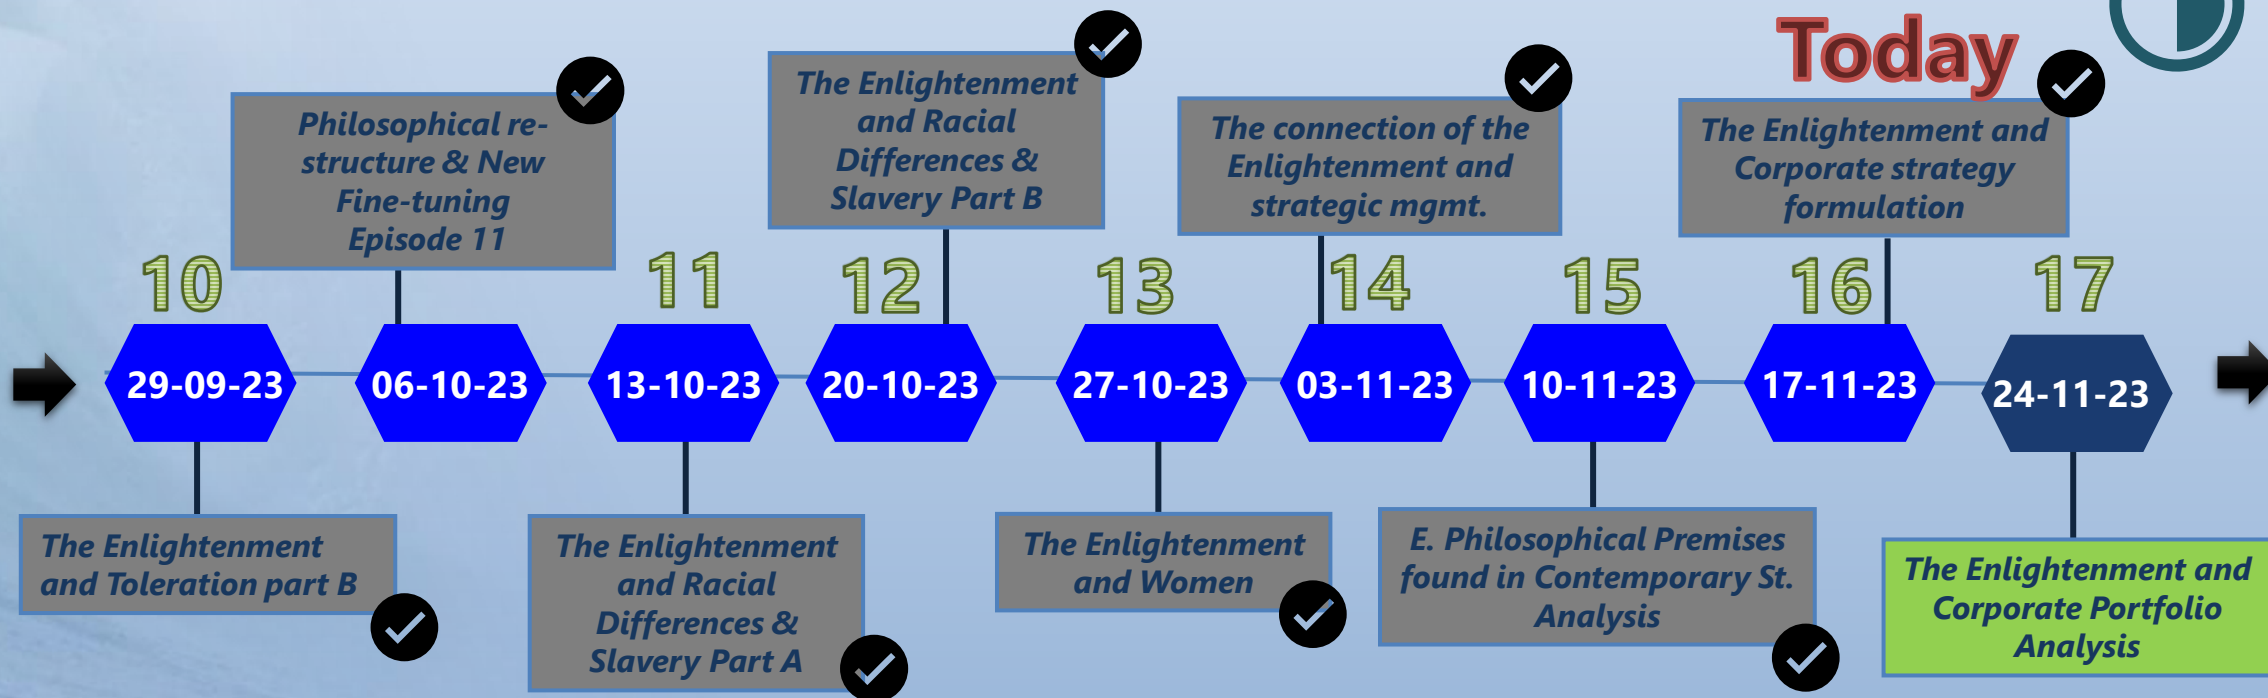 Today
Philosophical re-
structure & New
Fine-tuning
Episode 11
The Enlightenment
and Racial
Differences &
Slavery Part B
The connection of the
Enlightenment and
strategic mgmt.
The Enlightenment and
Corporate strategy
formulation
10
11
12
13
14
15
16
17
29-09-23
06-10-23
13-10-23
20-10-23
27-10-23
03-11-23
10-11-23
17-11-23
24-11-23
The Enlightenment
and Toleration part B
The Enlightenment
and Racial
Differences &
Slavery Part A
The Enlightenment
and Women
E. Philosophical Premises
found in Contemporary St.
Analysis
The Enlightenment and
Corporate Portfolio
Analysis